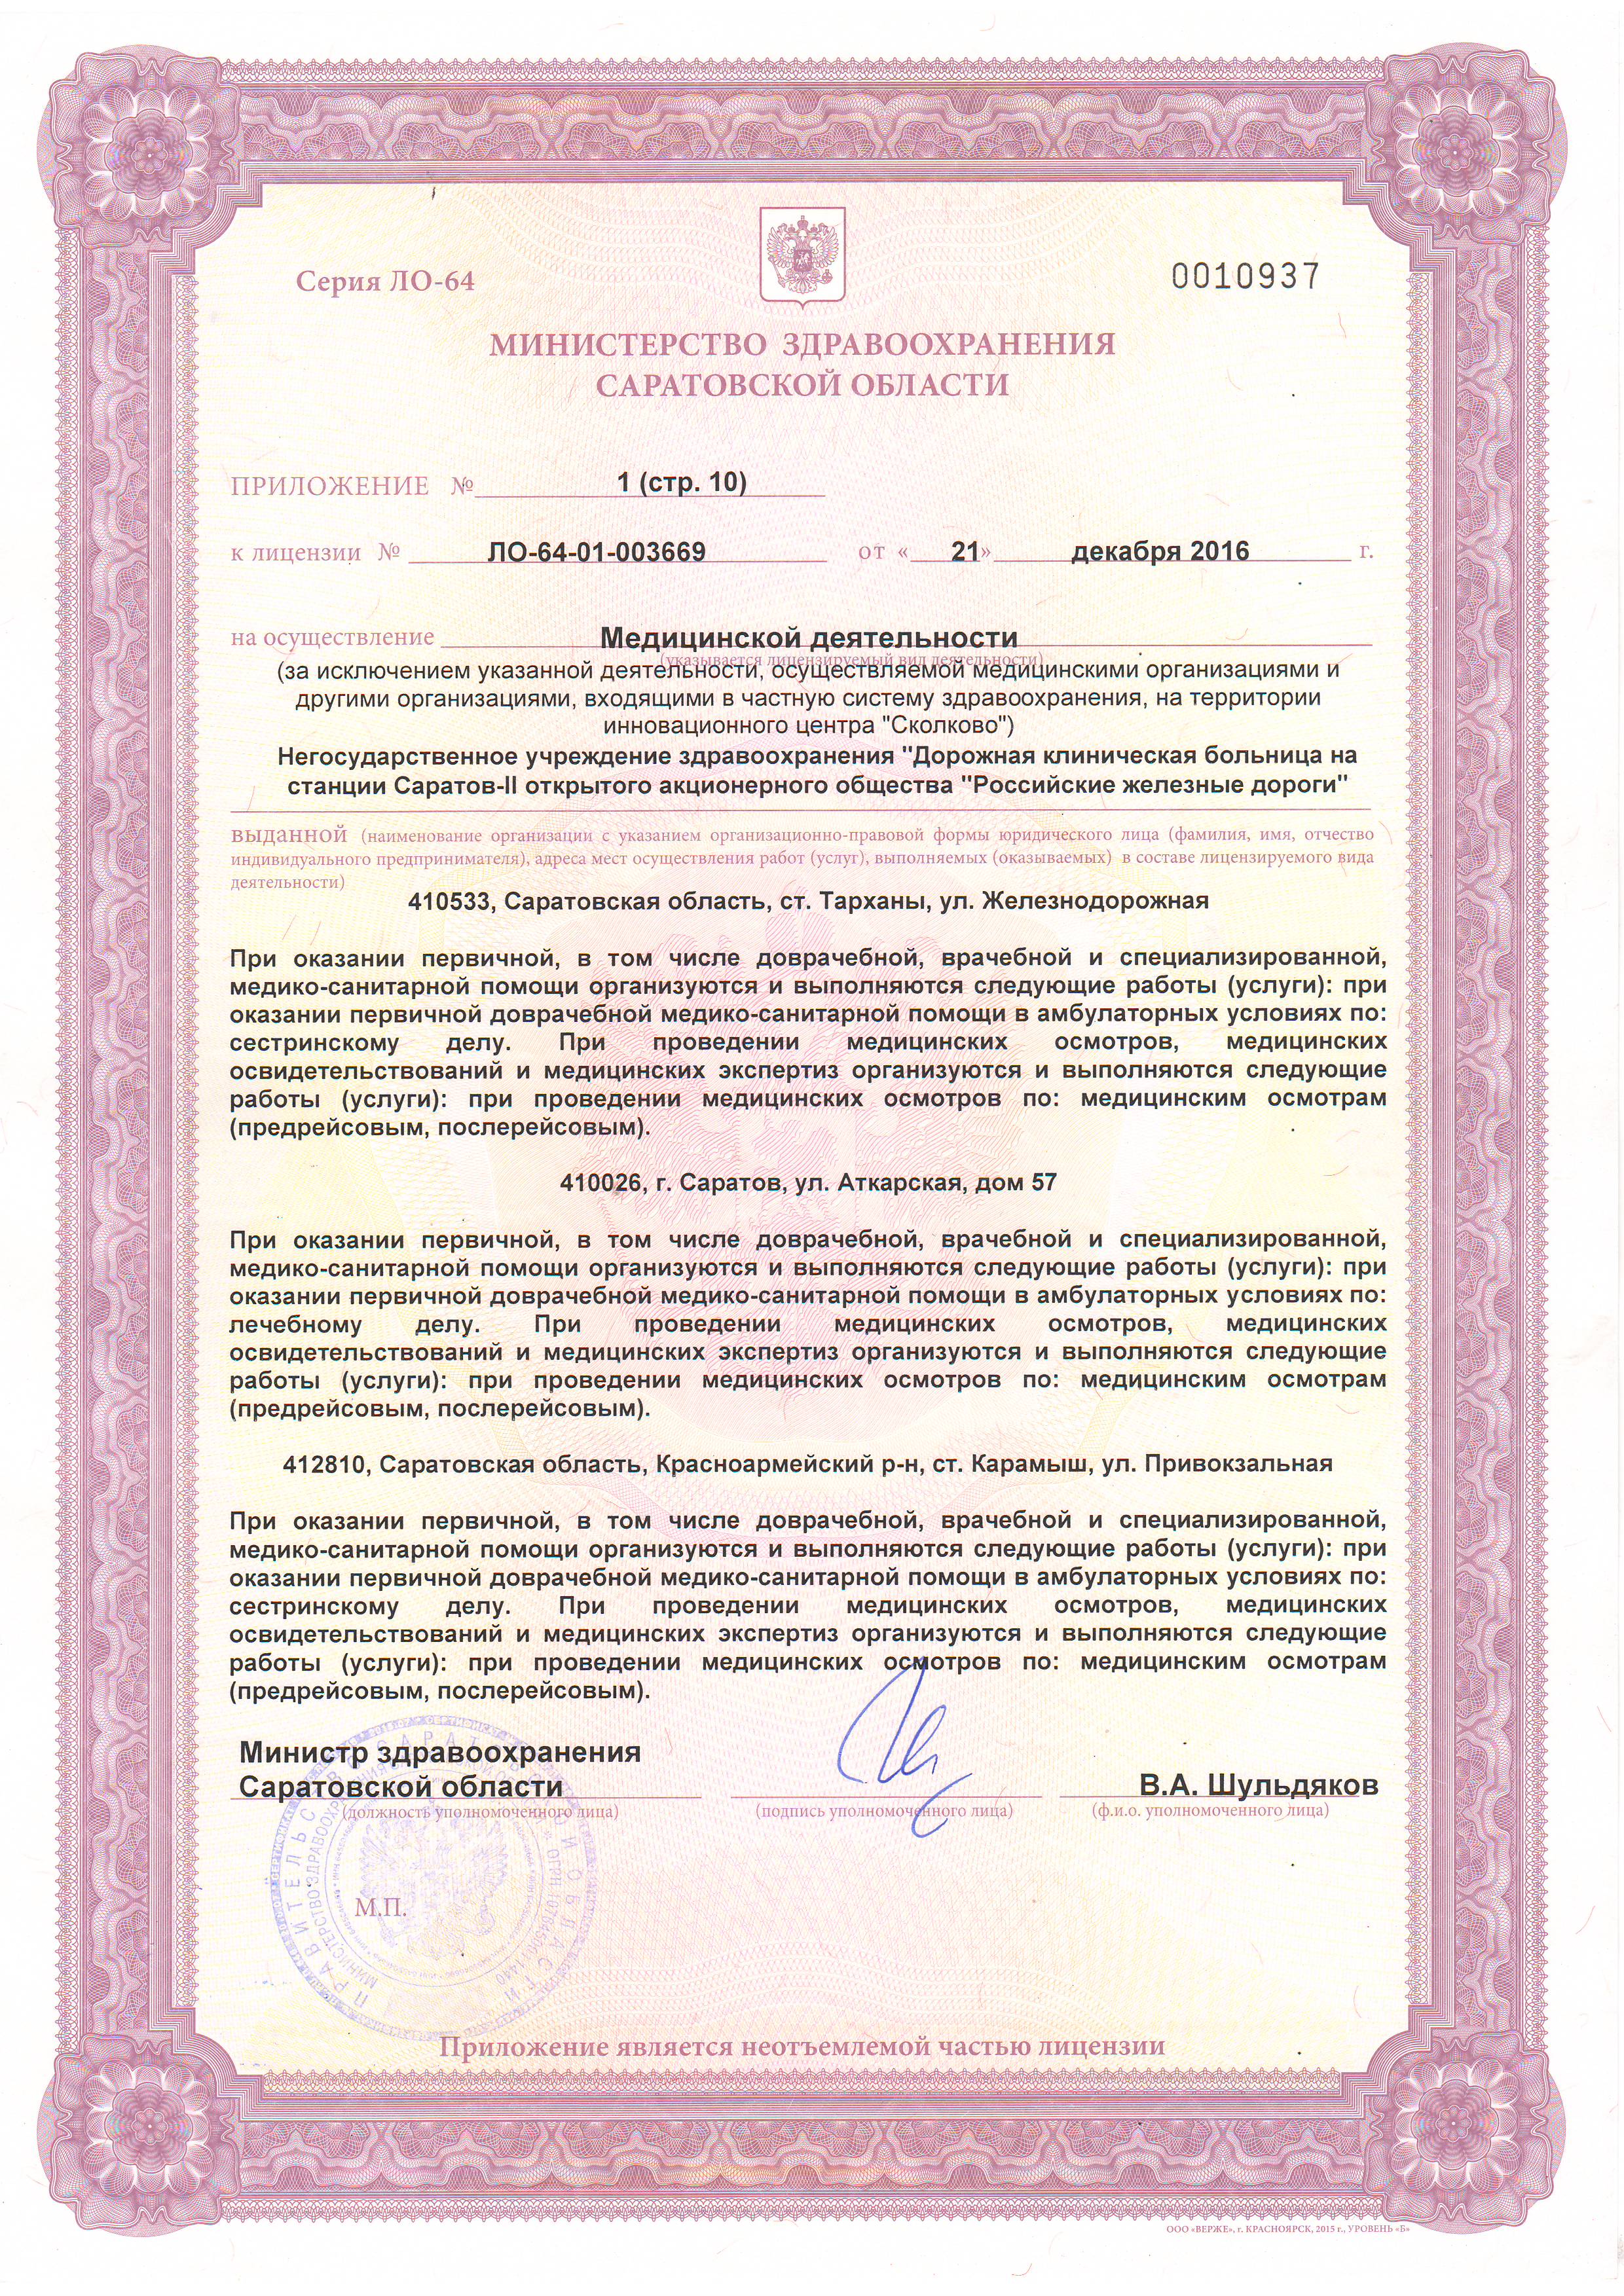 Серия ЛО-64
0010937
МИНИСТЕРСТВО ЗДРАВООХРАНЕНИЯ
САРАТОВСКОЙ ОБЛАСТИ
ПРИЛОЖЕНИЕ № 1 (стр. 10)
к лицензии № ЛО-64-01-003669 от « 21» декабря 2016 г.
на осуществление Медицинской деятельности
(указывается лицензируемый вид деятельности)
(за исключением указанной деятельности, осуществляемой медицинскими организациями и
другими организациями, входящими в частную систему здравоохранения, на территории
инновационного центра "Сколково")
Негосударственное учреждение здравоохранения "Дорожная клиническая больница на
станции Саратов-II открытого акционерного общества "Российские железные дороги"
выданной (наименование организации с указанием организационно-правовой формы юридического лица (фамилия, имя, отчество
индивидуального предпринимателя), адреса мест осуществления работ (услуг), выполняемых (оказываемых) в составе лицензируемого вида
деятельности)
410533, Саратовская область, ст. Тарханы, ул. Железнодорожная
При оказании первичной, в том числе доврачебной, врачебной и специализированной,
медико-санитарной помощи организуются и выполняются следующие работы (услуги): при
оказании первичной доврачебной медико-санитарной помощи в амбулаторных условиях по:
сестринскому делу. При проведении медицинских осмотров, медицинских
освидетельствований и медицинских экспертиз организуются и выполняются следующие
работы (услуги): при проведении медицинских осмотров по: медицинским осмотрам
(предрейсовым, послерейсовым).
410026, г. Саратов, ул. Аткарская, дом 57
При оказании первичной, в том числе доврачебной, врачебной и специализированной,
медико-санитарной помощи организуются и выполняются следующие работы (услуги): при
оказании первичной доврачебной медико-санитарной помощи в амбулаторных условиях по:
лечебному делу. При проведении медицинских осмотров, медицинских
освидетельствований и медицинских экспертиз организуются и выполняются следующие
работы (услуги): при проведении медицинских осмотров по: медицинским осмотрам
(предрейсовым, послерейсовым).
412810, Саратовская область, Красноармейский р-н, ст. Карамыш, ул. Привокзальная
При оказании первичной, в том числе доврачебной, врачебной и специализированной,
медико-санитарной помощи организуются и выполняются следующие работы (услуги): при
оказании первичной доврачебной медико-санитарной помощи в амбулаторных условиях по:
сестринскому делу. При проведении медицинских осмотров, медицинских
освидетельствований и медицинских экспертиз организуются и выполняются следующие
работы (услуги): при проведении медицинских осмотров по: медицинским осмотрам
(предрейсовым, послерейсовым).
Министр здравоохранения
Саратовской области
В.А. Шульдяков
(должность уполномоченного лица)
(подпись уполномоченного лица)
(ф.и.о. уполномоченного лица)
ПРАВИТЕЛЬСТВО САРАТОВСКОЙ ОБЛАСТИ
М.П.
Приложение является неотъемлемой частью лицензии
ООО «ВЕРЖЕ», г. КРАСНОЯРСК, 2015 г., УРОВЕНЬ «Б»